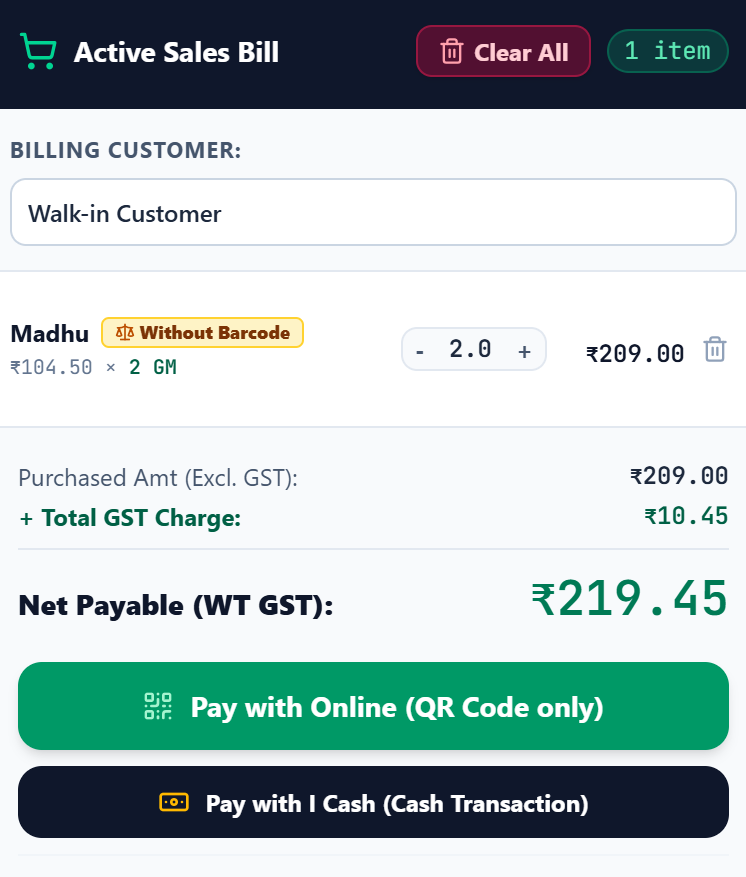 Active Sales Bill
Clear All
1 item
BILLING CUSTOMER:
Walk-in Customer
Madhu
Without Barcode
₹104.50 × 2 GM
- 2.0 +
₹209.00
Purchased Amt (Excl. GST):
₹209.00
+ Total GST Charge:
₹10.45
Net Payable (WT GST):
₹219.45
Pay with Online (QR Code only)
Pay with I Cash (Cash Transaction)